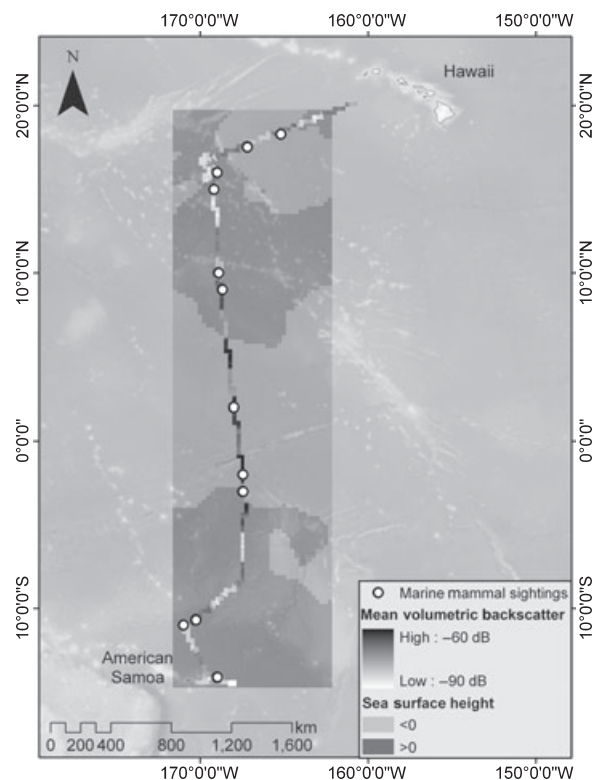 170°0'0"W 160°0'0"W 150°0'0"W
N
Hawaii
20°0'0"N 20°0'0"N
10°0'0"N 10°0'0"N
0°0'0" 0°0'0"
10°0'0"S 10°0'0"S
American
Samoa
Marine mammal sightings
Mean volumetric backscatter
High : –60 dB
Low : –90 dB
Sea surface height
<0
>0
km
0 200 400 800 1,200 1,600
170°0'0"W 160°0'0"W 150°0'0"W